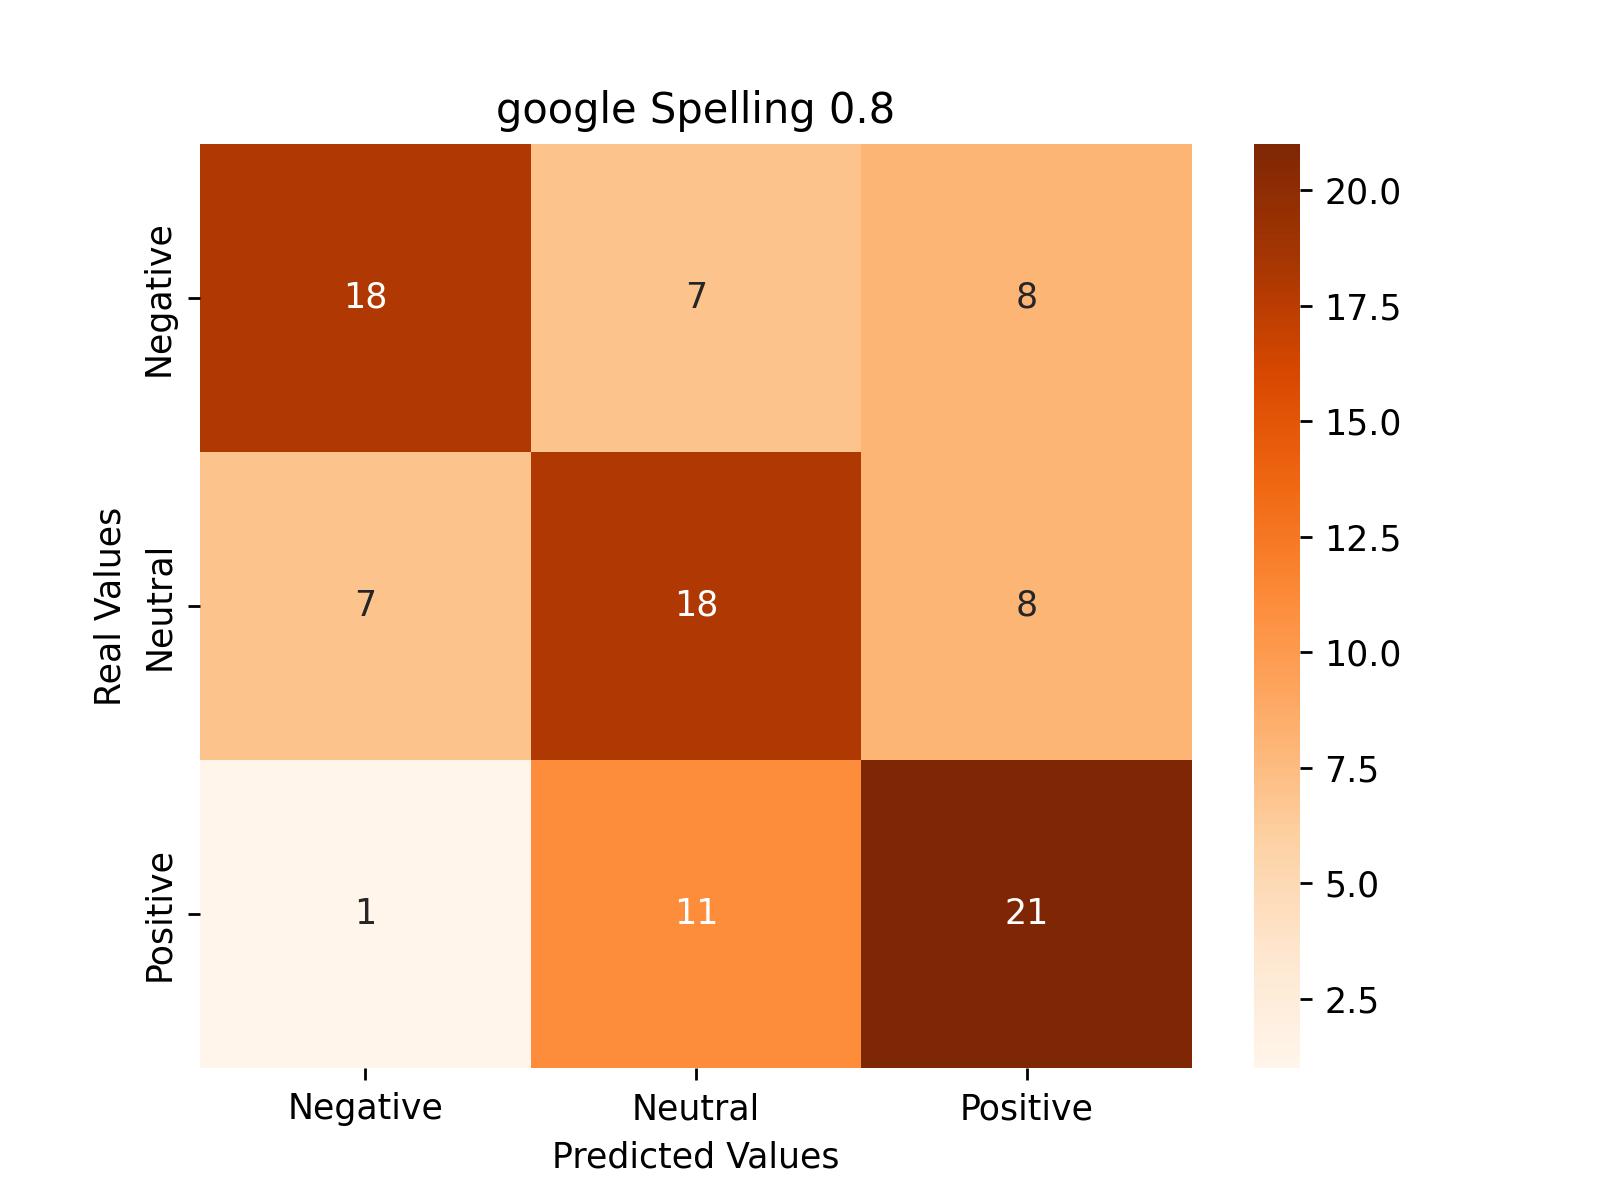 google Spelling 0.8
Real Values
Negative
18
7
8
Neutral
7
18
8
Positive
1
11
21
Negative
Neutral
Positive
Predicted Values
20.0
17.5
15.0
12.5
10.0
7.5
5.0
2.5